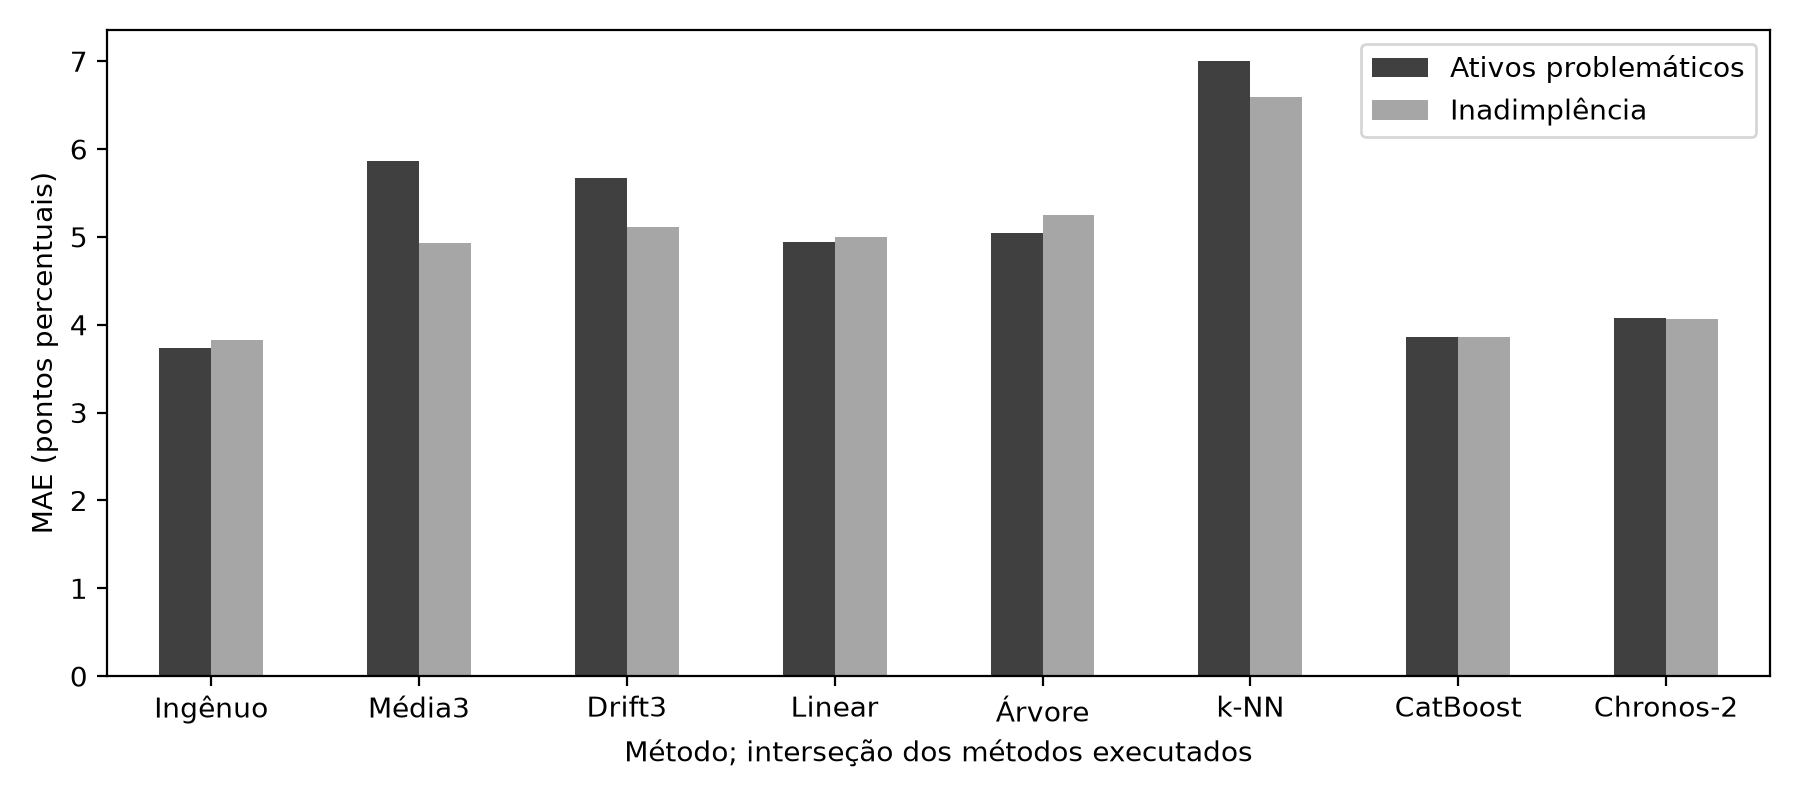 MAE (pontos percentuais)
7
6
5
4
3
2
1
0
Ativos problemáticos
Inadimplência
Ingênuo Média3 Drift3 Linear Árvore k-NN CatBoost Chronos-2
Método; interseção dos métodos executados